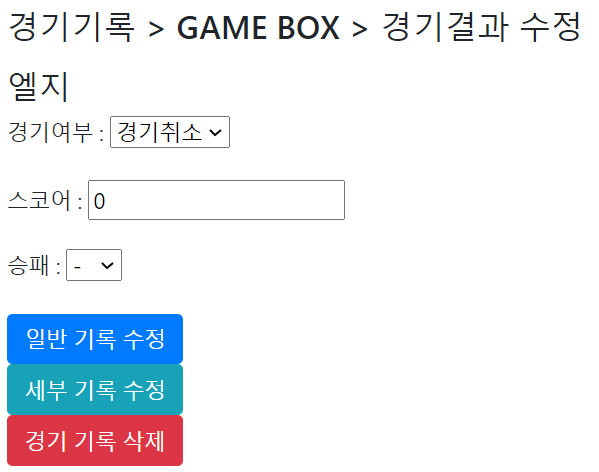 경기기록 > GAME BOX > 경기결과 수정
엘지
경기여부 : 경기취소
스코어 : 0
승패 : -
일반 기록 수정
세부 기록 수정
경기 기록 삭제